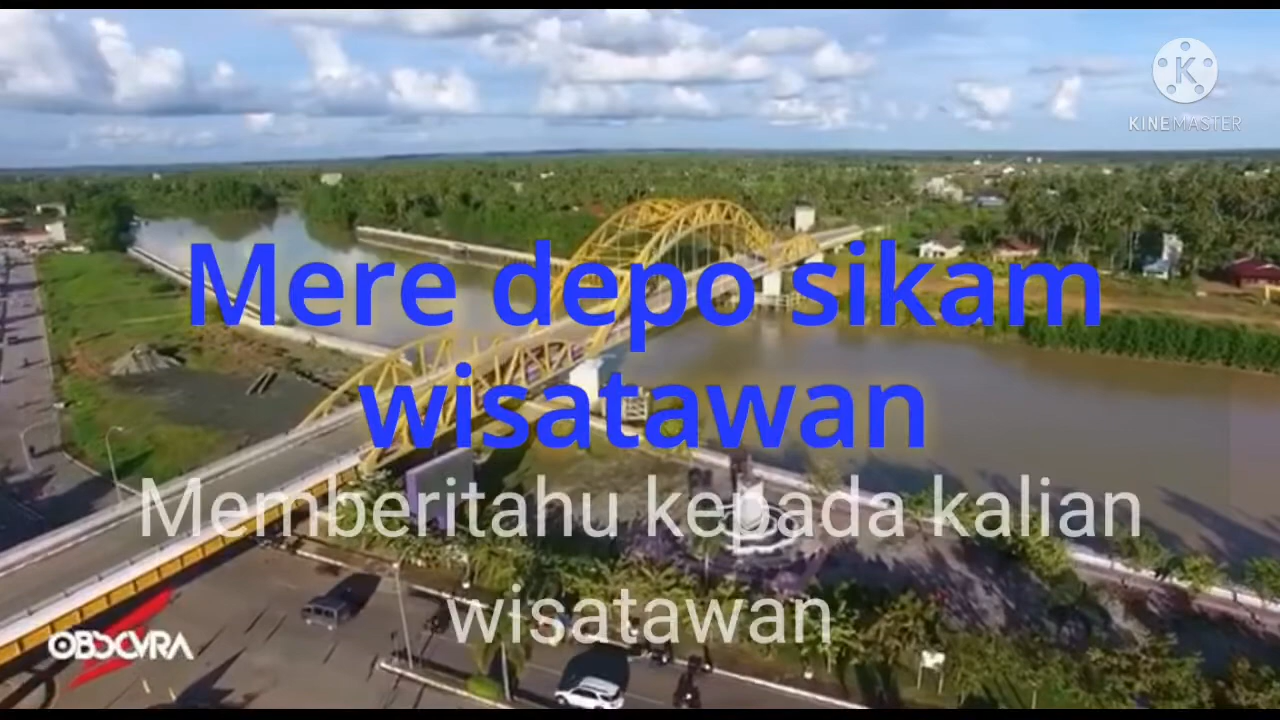 KINEMASTER
Mere depo sikam
wisatawan
Memberitahu kepada kalian
wisatawan
OBSCVRA